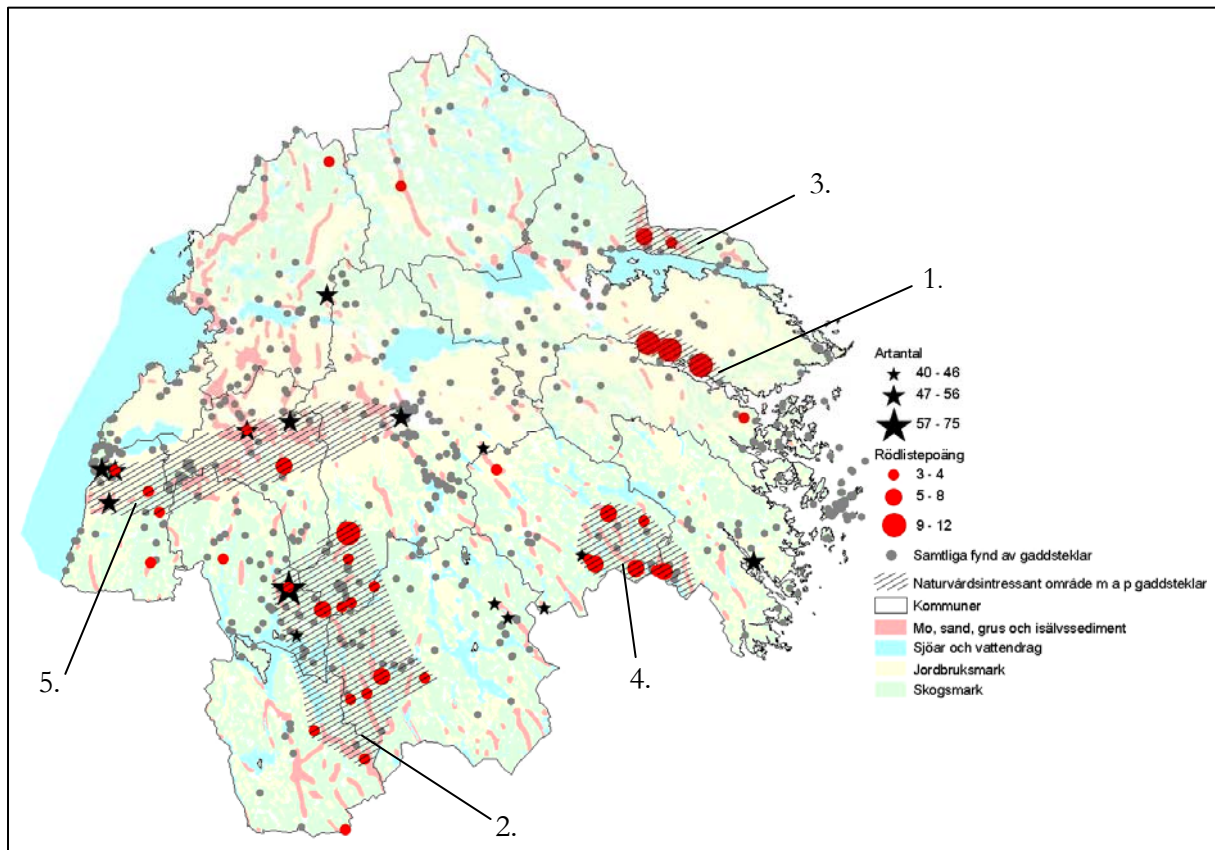 3.
1.
Artantal
40 - 46
47 - 56
57 - 75
Rödlistepoäng
3 - 4
5 - 8
9 - 12
Samtliga fynd av gaddsteklar
Naturvårdsintressant område m a p gaddsteklar
Kommuner
Mo, sand, grus och isälvssediment
Sjöar och vattendrag
Jordbruksmark
Skogsmark
5.
4.
2.